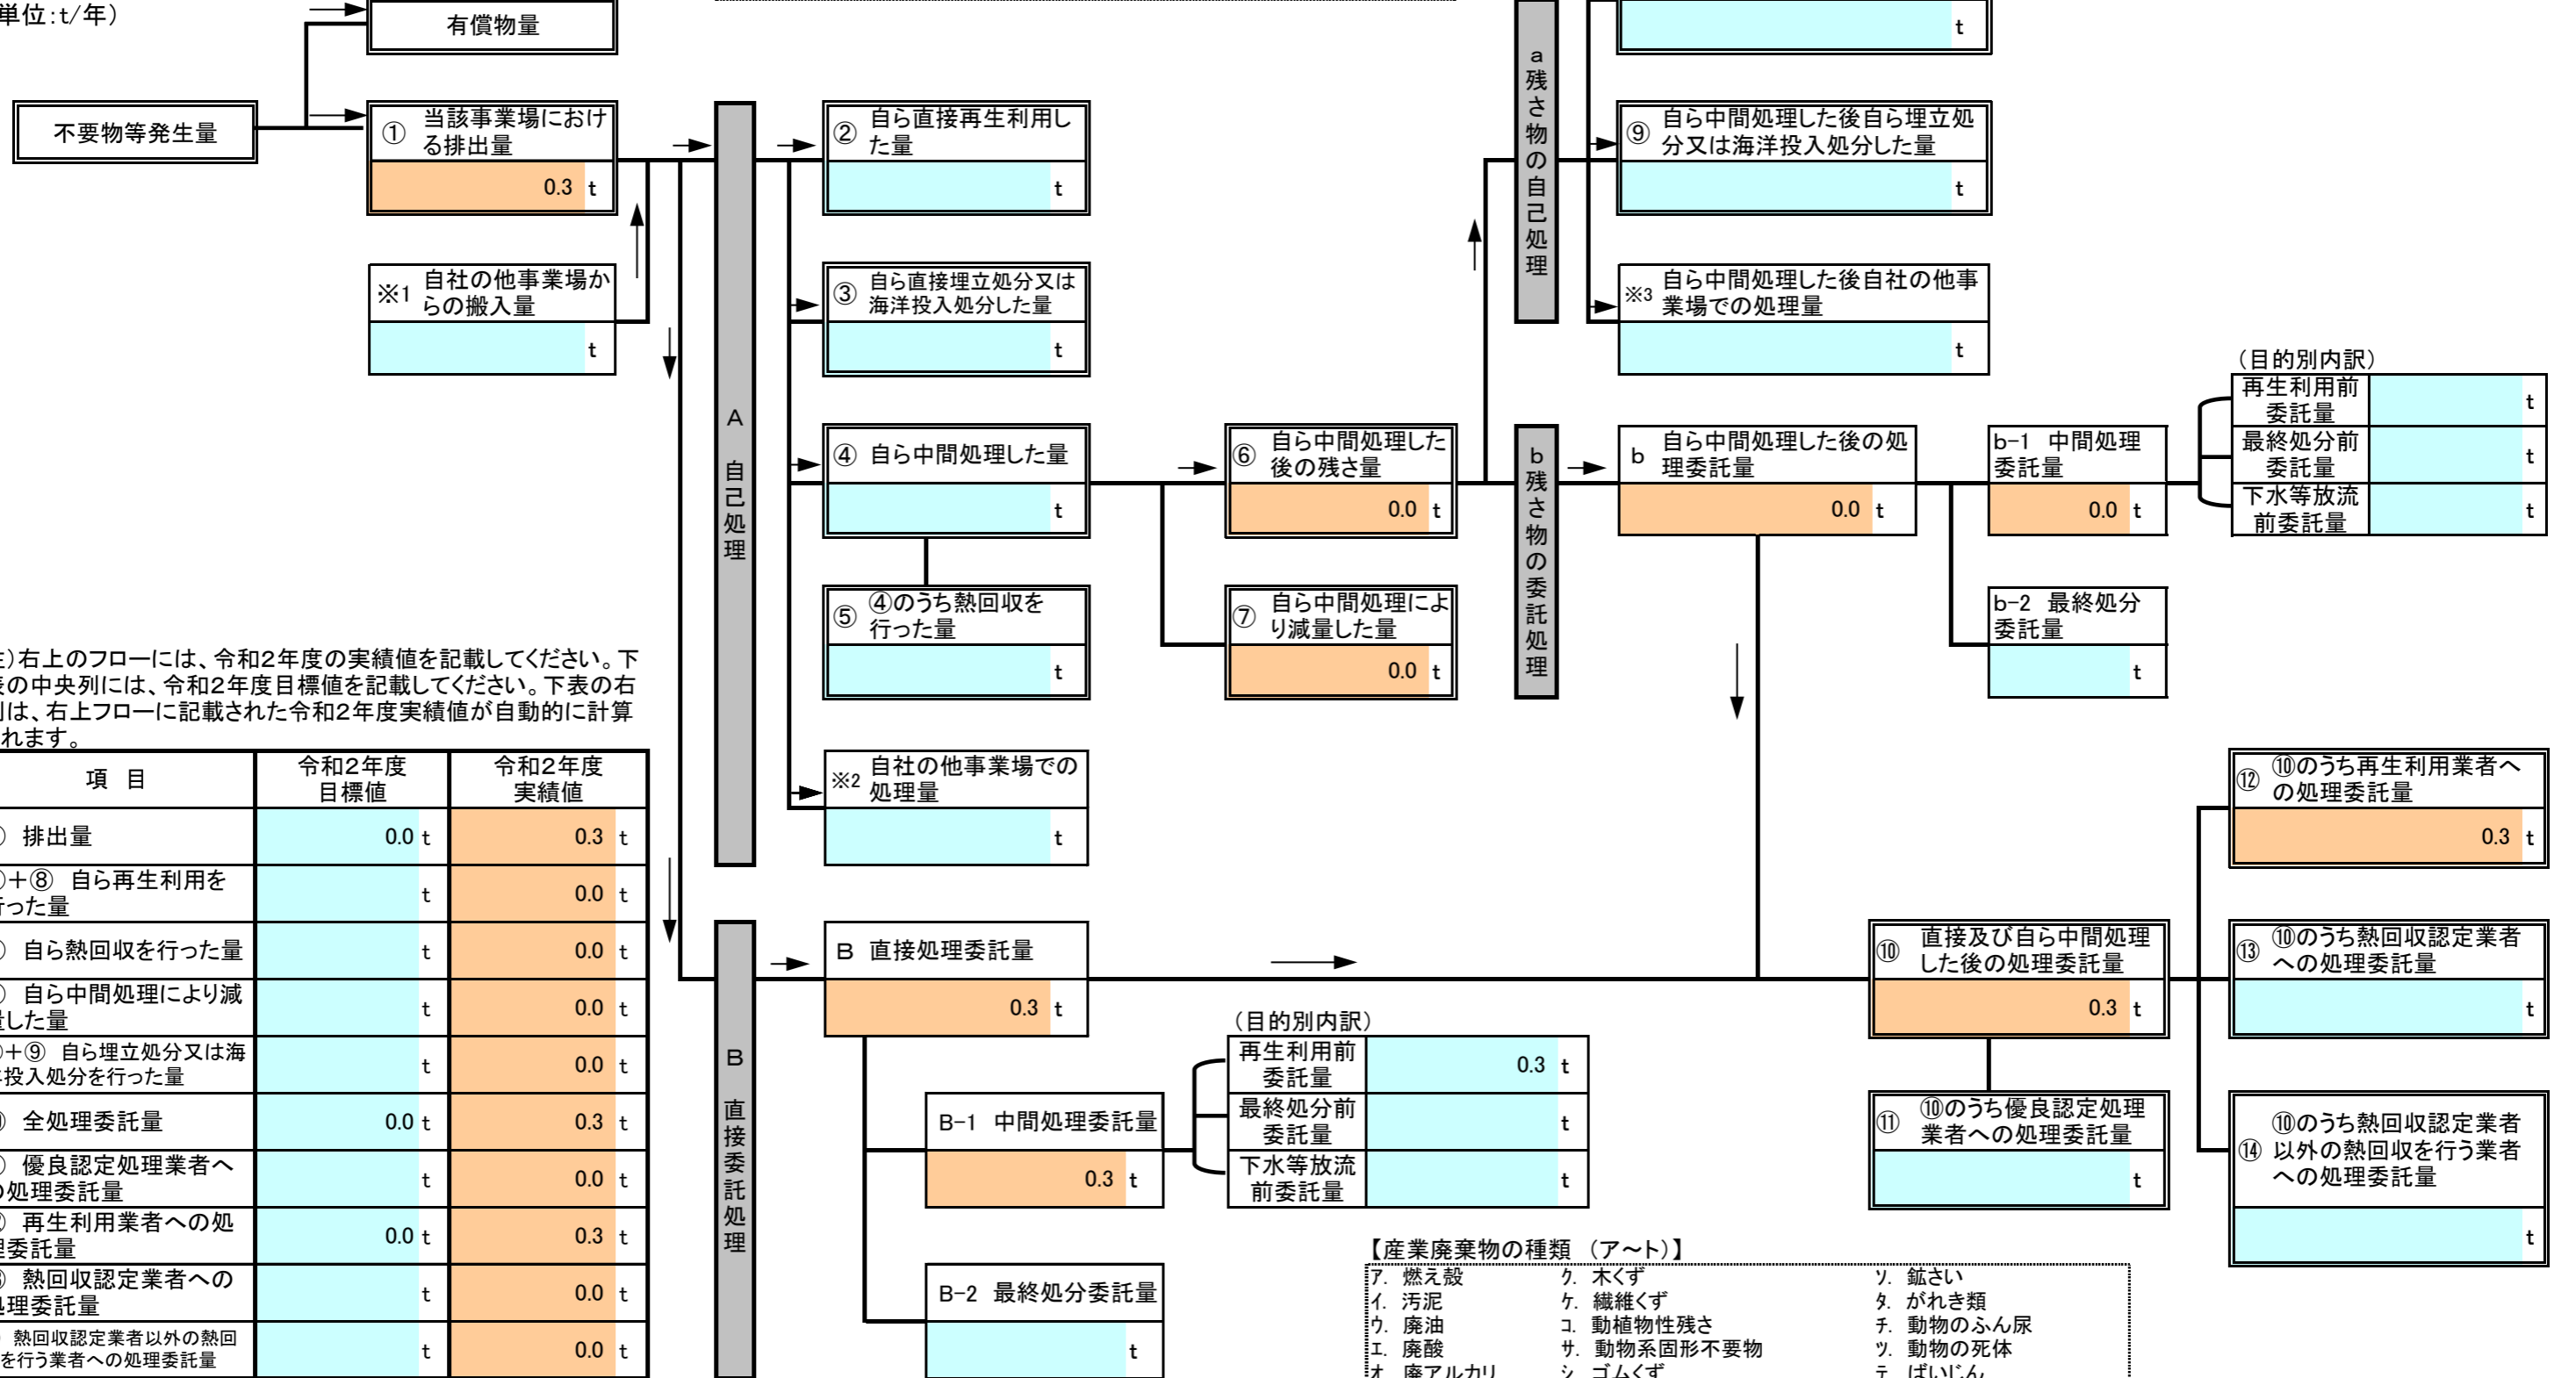 単位:t/年)
有償物量
t
不要物等発生量
① 当該事業場におけ
る排出量
0.3 t
② 自ら直接再生利用し
た量
t
a 残さ物の自己処理
⑨ 自ら中間処理した後自ら埋立処
分又は海洋投入処分した量
t
※1 自社の他事業場か
らの搬入量
t
③ 自ら直接埋立処分又は
海洋投入処分した量
t
※3 自ら中間処理した後自社の他事
業場での処理量
t
A 自己処理
④ 自ら中間処理した量
t
⑥ 自ら中間処理した
後の残さ量
0.0 t
b 残さ物の委託処理
b 自ら中間処理した後の処
理委託量
0.0 t
b-1 中間処理
委託量
0.0 t
(目的別内訳)
再生利用前
委託量 t
最終処分前
委託量 t
下水等放流
前委託量 t
⑤ ④のうち熱回収を
行った量
t
⑦ 自ら中間処理によ
り減量した量
0.0 t
b-2 最終処分
委託量
t
)右上のフローには、令和2年度の実績値を記載してください。下
の中央列には、令和2年度目標値を記載してください。下表の右
は、右上フローに記載された令和2年度実績値が自動的に計算
れます。
項 目 令和2年度
目標値 令和2年度
実績値
排出量 0.0 t 0.3 t
+⑧ 自ら再生利用を
った量 t 0.0 t
自ら熱回収を行った量 t 0.0 t
自ら中間処理により減
した量 t 0.0 t
+⑨ 自ら埋立処分又は海
投入処分を行った量 t 0.0 t
全処理委託量 0.0 t 0.3 t
優良認定処理業者へ
処理委託量 t 0.0 t
再生利用業者への処
委託量 0.0 t 0.3 t
熱回収認定業者への
理委託量 t 0.0 t
熱回収認定業者以外の熱回
を行う業者への処理委託量 t 0.0 t
※2 自社の他事業場での
処理量
t
B 直接委託処理
B 直接処理委託量
0.3 t
B-1 中間処理委託量
0.3 t
(目的別内訳)
再生利用前
委託量 0.3 t
最終処分前
委託量 t
下水等放流
前委託量 t
B-2 最終処分委託量
t
⑩ 直接及び自ら中間処理
した後の処理委託量
0.3 t
⑪ ⑩のうち優良認定処理
業者への処理委託量
t
⑫ ⑩のうち再生利用業者へ
の処理委託量
0.3 t
⑬ ⑩のうち熱回収認定業者
への処理委託量
t
⑭ ⑩のうち熱回収認定業者
以外の熱回収を行う業者
への処理委託量
t
【産業廃棄物の種類 (ア~ト)】
ア. 燃え殻 ク. 木くず ソ. 鉱さい
イ. 汚泥 ケ. 繊維くず タ. がれき類
ウ. 廃油 コ. 動植物性残さ チ. 動物のふん尿
エ. 廃酸 サ. 動物系固形不要物 ツ. 動物の死体
オ. 廃アルカリ シ. ゴムくず テ. ばいじん